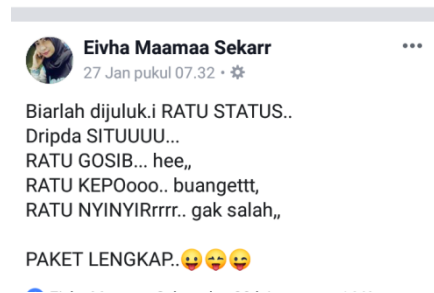 Eivha Maamaa Sekarr
27 Jan pukul 07.32 •
Biarlah dijuluk.i RATU STATUS..
Dripda SITUUUU...
RATU GOSIB... hee,,
RATU KEPOooo.. buangettt,
RATU NYINYIRrrrr.. gak salah,,
PAKET LENGKAP..😛😜😝